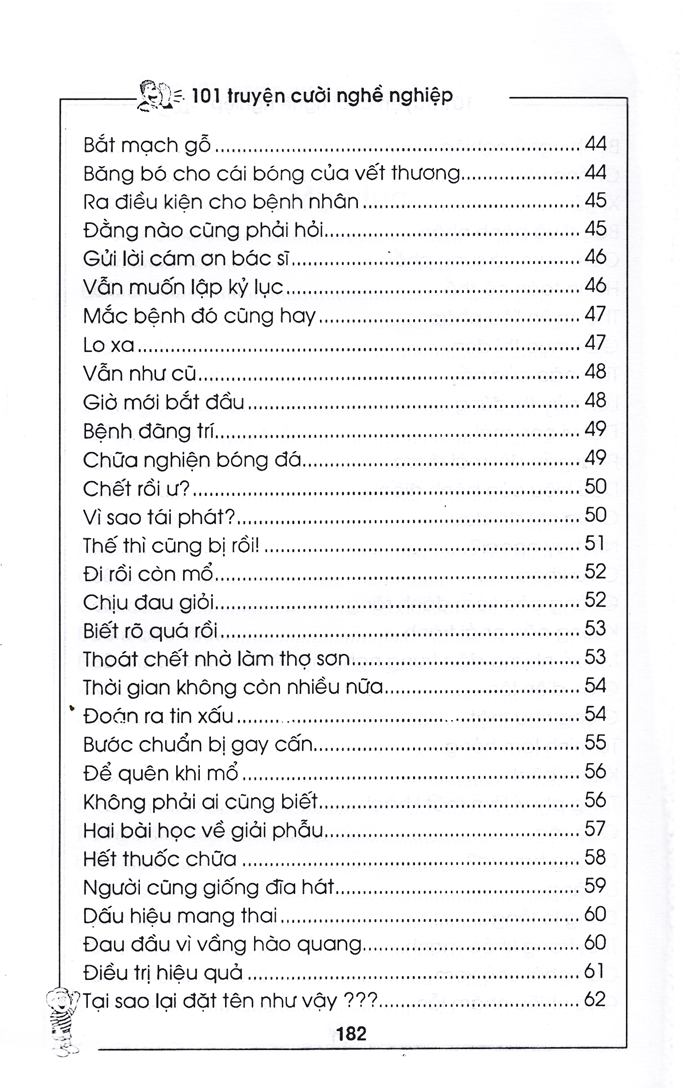 101 truyện cười nghề nghiệp
Bắt mạch gỗ 44
Băng bó cho cái bóng của vết thương 44
Ra điều kiện cho bệnh nhân 45
Đằng nào cũng phải hỏi 45
Gửi lời cám ơn bác sĩ 46
Vẫn muốn lập kỷ lục 46
Mắc bệnh đó cũng hay 47
Lo xa 47
Vẫn như cũ 48
Giờ mới bắt đầu 48
Bệnh đãng trí 49
Chữa nghiện bóng đá 49
Chết rồi ư? 50
Vì sao tái phát? 50
Thế thì cũng bị rồi! 51
Đi rồi còn mổ 52
Chịu đau giỏi 52
Biết rõ quá rồi 53
Thoát chết nhờ làm thợ sơn 53
Thời gian không còn nhiều nữa 54
Đoán ra tin xấu 54
Bước chuẩn bị gay cấn 55
Để quên khi mổ 56
Không phải ai cũng biết 56
Hai bài học về giải phẫu 57
Hết thuốc chữa 58
Người cũng giống đĩa hát 59
Dấu hiệu mang thai 60
Đau đầu vì vầng hào quang 60
Điều trị hiệu quả 61
Tại sao lại đặt tên như vậy ??? 62
182